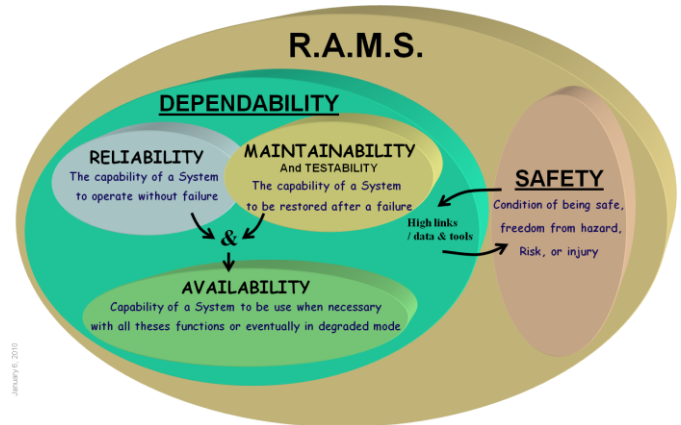 R.A.M.S.
DEPENDABILITY
RELIABILITY
The capability of a System
to operate without failure
MAINTAINABILITY
And TESTABILITY
The capability of a System
to be restored after a failure
&
AVAILABILITY
Capability of a System to be use when necessary
with all theses functions or eventually in degraded mode
High links
/ data & tools
SAFETY
Condition of being safe,
freedom from hazard,
Risk, or injury
January 6, 2010